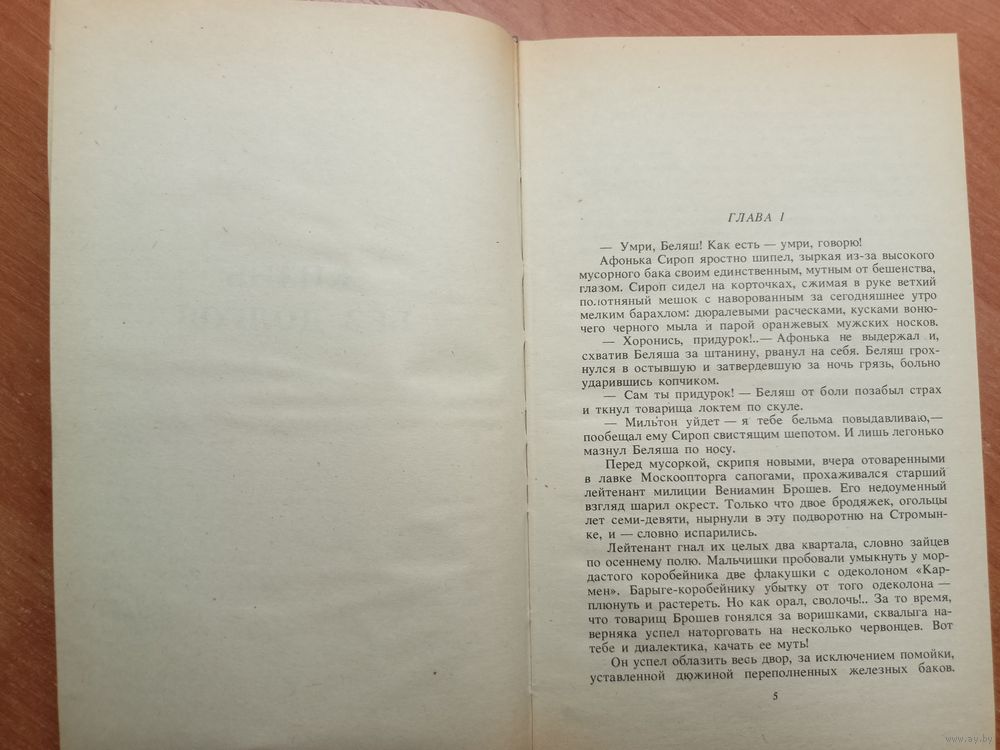 ГЛАВА 1
— Умри, Беляш! Как есть — умри, говорю!
Афонька Сироп яростно шипел, зыркая из-за высокого
мусорного бака своим единственным, мутным от бешенства,
глазом. Сироп сидел на корточках, сжимая в руке ветхий
полотняный мешок с наворованным за сегодняшнее утро
мелким барахлом: дюралевыми расческами, кусками воню-
чего черного мыла и парой оранжевых мужских носков.
— Хоронись, придурок!..— Афонька не выдержал и,
схватив Беляша за штанину, рванул на себя. Беляш грох-
нулся в остывшую и затвердевшую за ночь грязь, больно
ударившись копчиком.
— Сам ты придурок! — Беляш от боли позабыл страх
и ткнул товарища локтем по скуле.
— Мильтон уйдет — я тебе бельма повыдавливаю,—
пообещал ему Сироп свистящим шепотом. И лишь легонько
мазнул Беляша по носу.
Перед мусоркой, скрипя новыми, вчера отоваренными
в лавке Москоопторга сапогами, прохаживался старший
лейтенант милиции Вениамин Брошев. Его недоуменный
взгляд шарил окрест. Только что двое бродяжек, огольцы
лет семи-девяти, нырнули в эту подворотню на Стромын-
ке, и — словно испарились.
Лейтенант гнал их целых два квартала, словно зайцев
по осеннему полю. Мальчишки пробовали умыкнуть у мор-
дастого коробейника две флакушки с одеколоном «Кар-
мен». Барыге-коробейнику убытку от того одеколона —
плюнуть и растереть. Но как орал, сволочь!.. За то время,
что товарищ Брошев гонялся за воришками, сквалыга на-
верняка успел наторговать на несколько червонцев. Вот
тебе и диалектика, качать ее муть!
Он успел облазить весь двор, за исключением помойки,
уставленной дюжиной переполненных железных баков.
5
www.ay.by